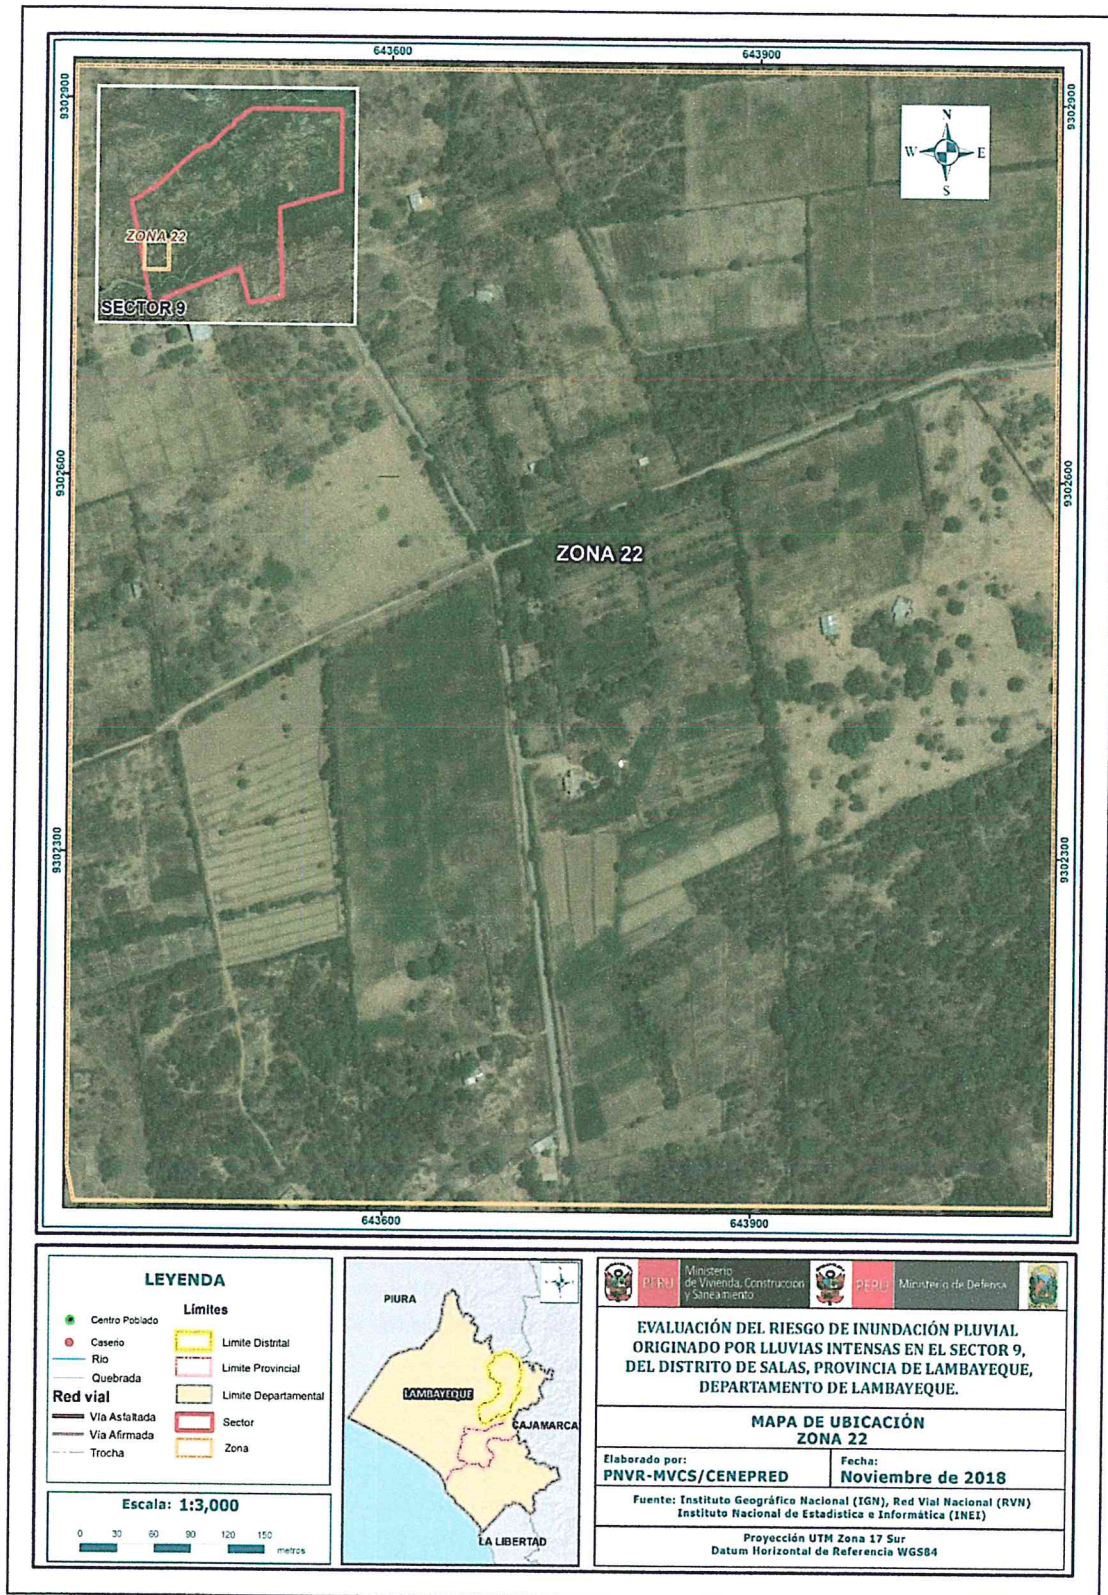 643600
643900
9302900
9302900
N
W
E
S
ZONA 22
SECTOR 9
9302600
9302600
ZONA 22
9302300
9302300
643600
643900
LEYENDA
Centro Poblado
Caserio
Rio
Quebrada
Red vial
Vía Asfaltada
Vía Afirmada
Trocha
Límites
Limite Distrital
Limite Provincial
Limite Departamental
Sector
Zona
Escala: 1:3,000
0 30 60 90 120 150
metros
PIURA
LAMBAYEQUE
CAJAMARCA
LA LIBERTAD
PERÚ
Ministerio
de Vivienda, Construcción
y Saneamiento
PERÚ
Ministerio de Defensa
EVALUACIÓN DEL RIESGO DE INUNDACIÓN PLUVIAL
ORIGINADO POR LLUVIAS INTENSAS EN EL SECTOR 9,
DEL DISTRITO DE SALAS, PROVINCIA DE LAMBAYEQUE,
DEPARTAMENTO DE LAMBAYEQUE.
MAPA DE UBICACIÓN
ZONA 22
Elaborado por:
PNVR-MVCS/CENEPRED
Fecha:
Noviembre de 2018
Fuente: Instituto Geográfico Nacional (IGN), Red Vial Nacional (RVN)
Instituto Nacional de Estadistica e Informática (INEI)
Proyección UTM Zona 17 Sur
Datum Horizontal de Referencia WGS84